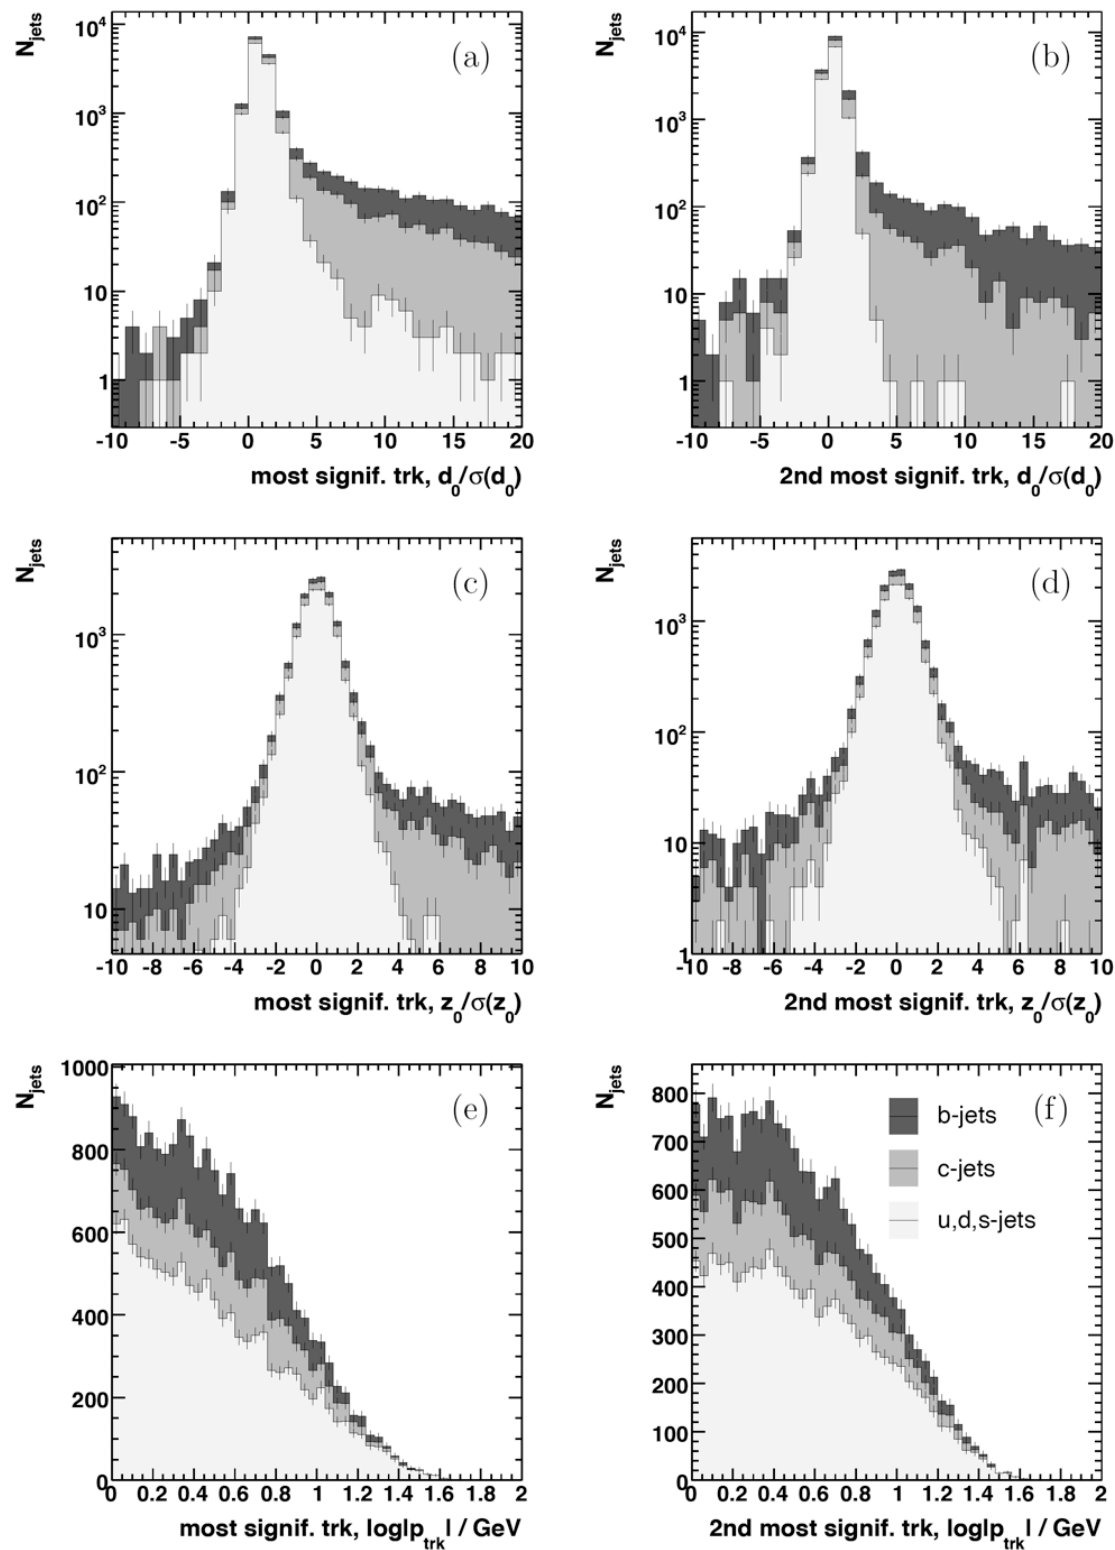 N_jets
(a)
10^4
10^3
10^2
10
1
-10 -5 0 5 10 15 20
most signif. trk, d_0/σ(d_0)
N_jets
(b)
10^4
10^3
10^2
10
1
-10 -5 0 5 10 15 20
2nd most signif. trk, d_0/σ(d_0)
N_jets
(c)
10^3
10^2
10
-10 -8 -6 -4 -2 0 2 4 6 8 10
most signif. trk, z_0/σ(z_0)
N_jets
(d)
10^3
10^2
10
1
-10 -8 -6 -4 -2 0 2 4 6 8 10
2nd most signif. trk, z_0/σ(z_0)
N_jets
(e)
1000
800
600
400
200
0
0 0.2 0.4 0.6 0.8 1 1.2 1.4 1.6 1.8 2
most signif. trk, log|p_trk| / GeV
N_jets
(f)
b-jets
c-jets
u,d,s-jets
800
700
600
500
400
300
200
100
0
0 0.2 0.4 0.6 0.8 1 1.2 1.4 1.6 1.8 2
2nd most signif. trk, log|p_trk| / GeV